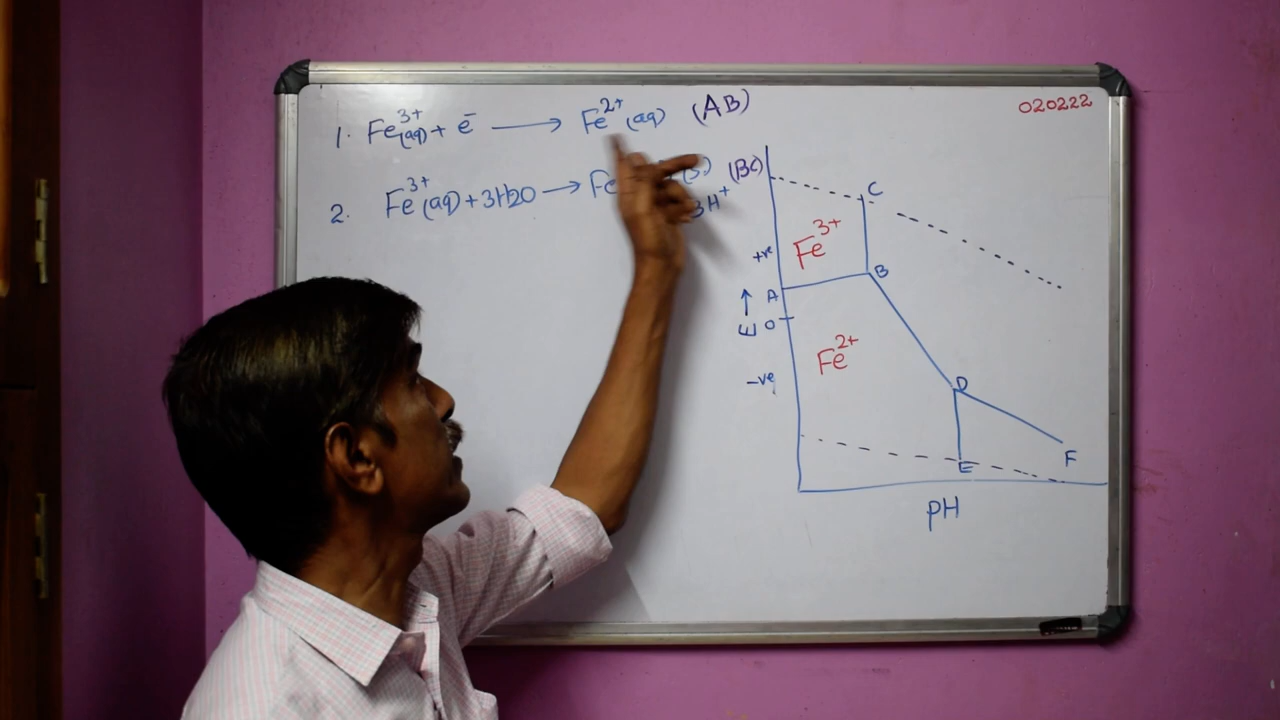 020222
1. Fe³⁺(aq) + e⁻ → Fe²⁺(aq) (AB)
2. Fe³⁺(aq) + 3H2O → Fe (s) (BC)
3H⁺
C
Fe³⁺
+ve
B
A
E →
0
Fe²⁺
-ve
D
F
E
pH